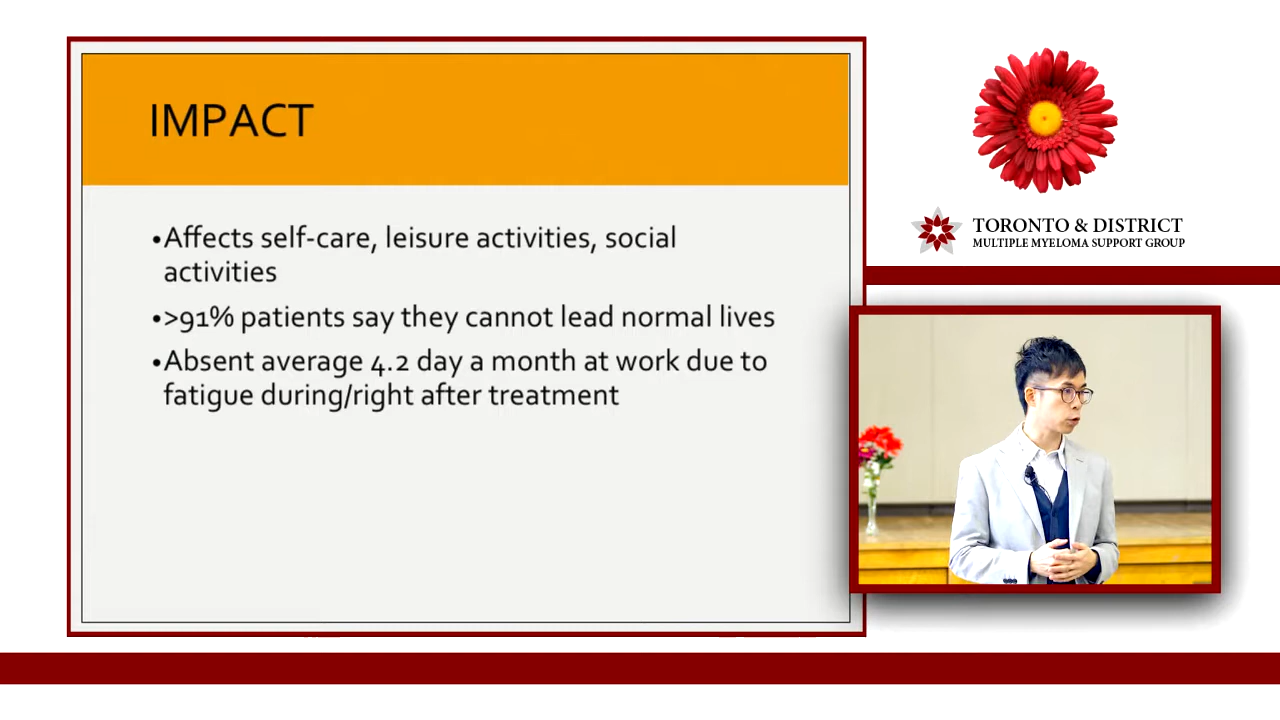 IMPACT
•Affects self-care, leisure activities, social
activities
•>91% patients say they cannot lead normal lives
•Absent average 4.2 day a month at work due to
fatigue during/right after treatment
TORONTO & DISTRICT
MULTIPLE MYELOMA SUPPORT GROUP